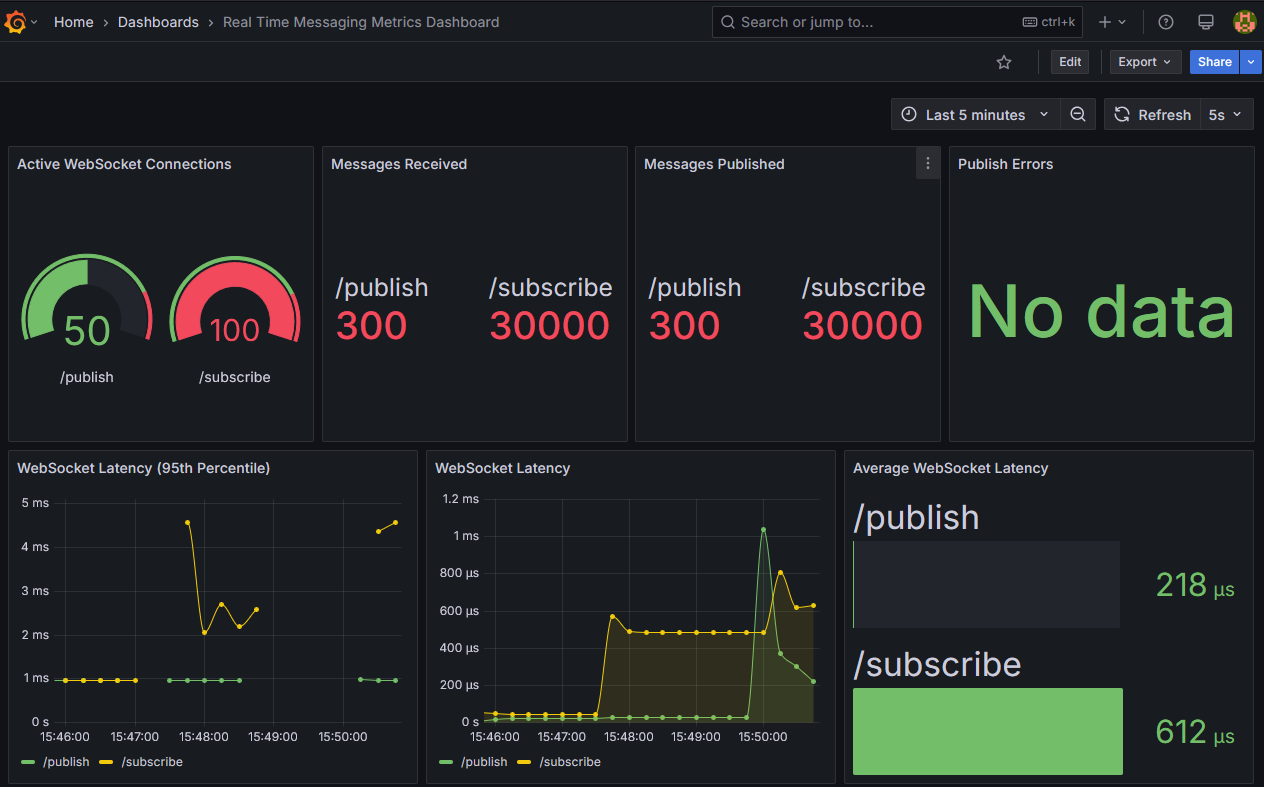 Home › Dashboards › Real Time Messaging Metrics Dashboard
Search or jump to...
ctrl+k
Edit
Export
Share
Last 5 minutes
Refresh
5s
Active WebSocket Connections
50
/publish
100
/subscribe
Messages Received
/publish
300
/subscribe
30000
Messages Published
/publish
300
/subscribe
30000
Publish Errors
No data
WebSocket Latency (95th Percentile)
5 ms
4 ms
3 ms
2 ms
1 ms
0 s
15:46:00 15:47:00 15:48:00 15:49:00 15:50:00
/publish /subscribe
WebSocket Latency
1.2 ms
1 ms
800 µs
600 µs
400 µs
200 µs
0 s
15:46:00 15:47:00 15:48:00 15:49:00 15:50:00
/publish /subscribe
Average WebSocket Latency
/publish
218 µs
/subscribe
612 µs